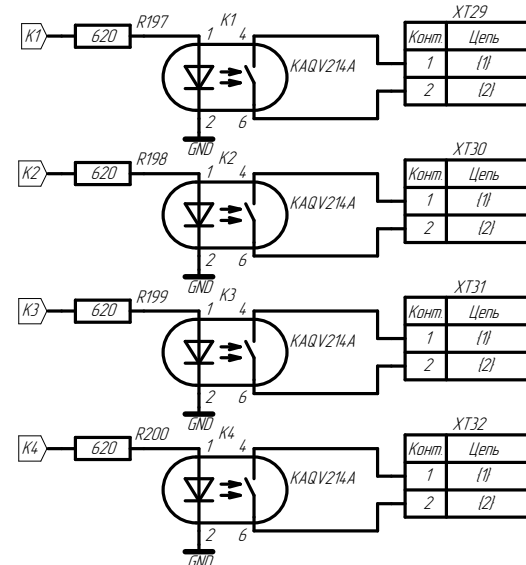 K1
620
R197
K1
1
4
KAQV214A
2
6
GND
XT29
Конт.
Цепь
1
{1}
2
{2}
K2
620
R198
K2
1
4
KAQV214A
2
6
GND
XT30
Конт.
Цепь
1
{1}
2
{2}
K3
620
R199
K3
1
4
KAQV214A
2
6
GND
XT31
Конт.
Цепь
1
{1}
2
{2}
K4
620
R200
K4
1
4
KAQV214A
2
6
GND
XT32
Конт.
Цепь
1
{1}
2
{2}